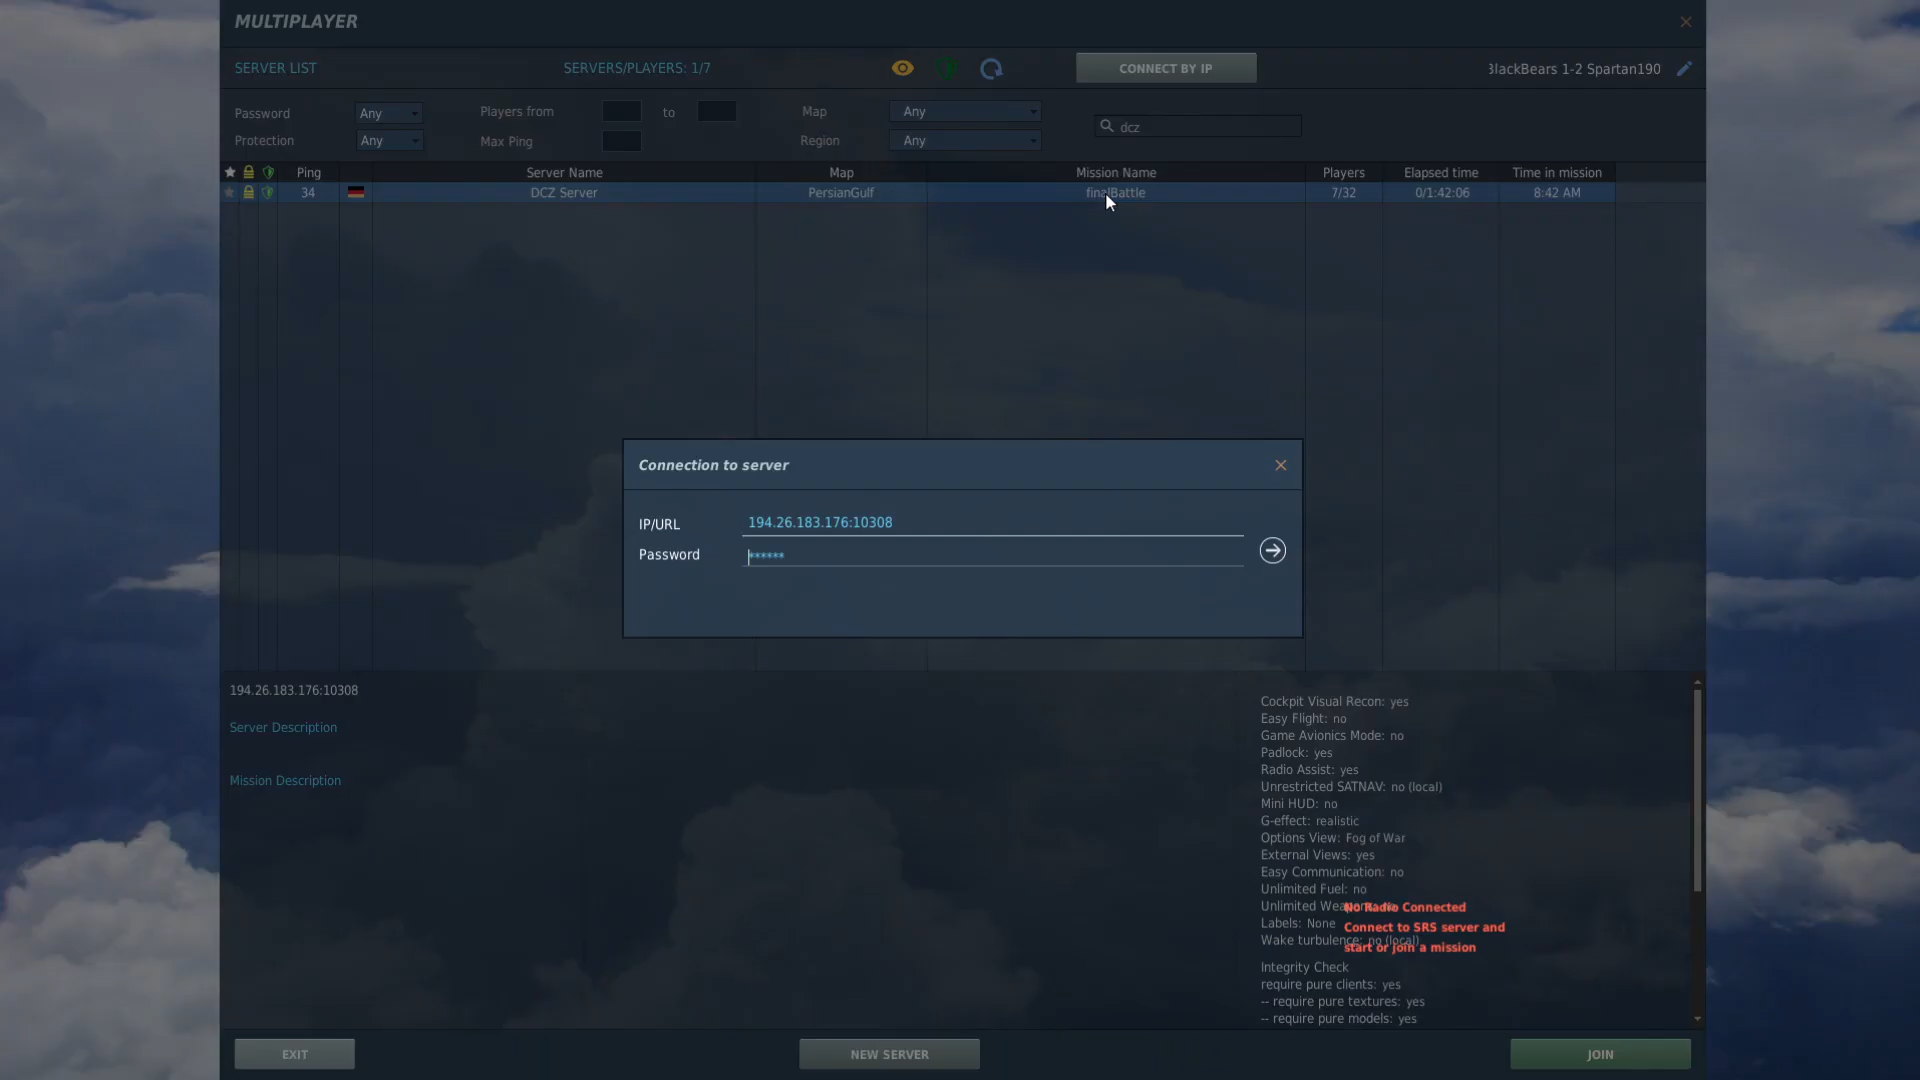 MULTIPLAYER
SERVER LIST
SERVERS/PLAYERS: 1/7
CONNECT BY IP
BlackBears 1-2 Spartan190
Password
Any
Players from
to
Map
Any
dcz
Protection
Any
Max Ping
Region
Any
Ping
Server Name
Map
Mission Name
Players
Elapsed time
Time in mission
34
DCZ Server
PersianGulf
finalBattle
7/32
0/1:42:06
8:42 AM
Connection to server
IP/URL
194.26.183.176:10308
Password
******
194.26.183.176:10308
Server Description
Mission Description
Cockpit Visual Recon: yes
Easy Flight: no
Game Avionics Mode: no
Padlock: yes
Radio Assist: yes
Unrestricted SATNAV: no (local)
Mini HUD: no
G-effect: realistic
Options View: Fog of War
External Views: yes
Easy Communication: no
Unlimited Fuel: no
Unlimited
No Radio Connected
Labels: None
Connect to SRS server and
Wake turbulence: no (local)
start or join a mission
Integrity Check
require pure clients: yes
-- require pure textures: yes
-- require pure models: yes
EXIT
NEW SERVER
JOIN